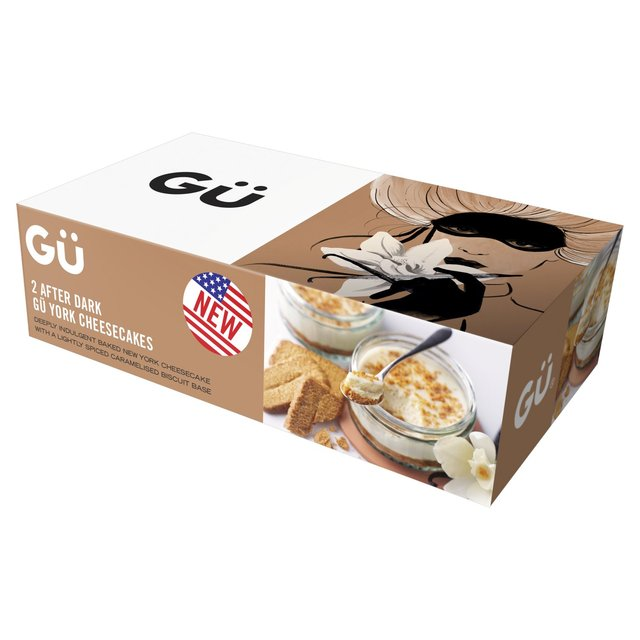 GÜ
GÜ
2 AFTER DARK
GÜ YORK CHEESECAKES
DEEPLY INDULGENT BAKED NEW YORK CHEESECAKE
WITH A LIGHTLY SPICED CARAMELISED BISCUIT BASE
NEW
GÜ